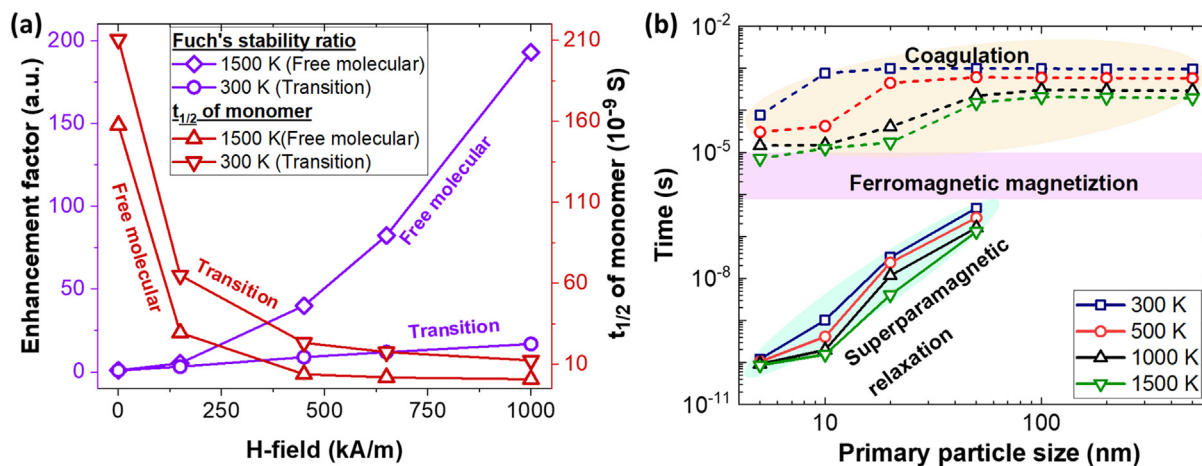 (a)
Fuch's stability ratio
1500 K (Free molecular)
300 K (Transition)
t1/2 of monomer
1500 K(Free molecular)
300 K (Transition)
Enhancement factor (a.u.)
200
150
100
50
0
Free molecular
Transition
Free molecular
Transition
210
160
110
60
10
t1/2 of monomer (10-9 S)
0
250
500
750
1000
H-field (kA/m)
(b)
Coagulation
Ferromagnetic magnetiztion
Superparamagnetic
relaxation
300 K
500 K
1000 K
1500 K
Time (s)
10-2
10-5
10-8
10-11
10
100
Primary particle size (nm)